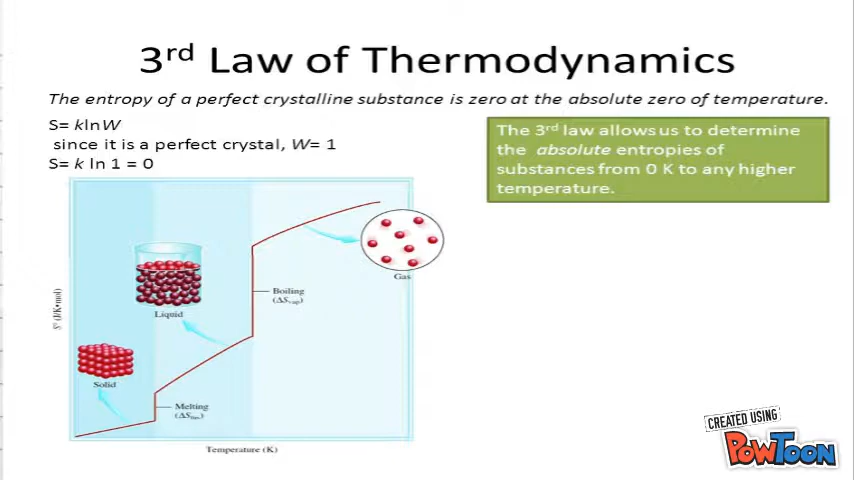 3rd Law of Thermodynamics
The entropy of a perfect crystalline substance is zero at the absolute zero of temperature.
S= klnW
since it is a perfect crystal, W= 1
S= k ln 1 = 0
The 3rd law allows us to determine
the absolute entropies of
substances from 0 K to any higher
temperature.
Gas
Boiling
(ΔSvap)
Liquid
S° (J/K•mol)
Solid
Melting
(ΔSfus)
Temperature (K)
CREATED USING
PowToon